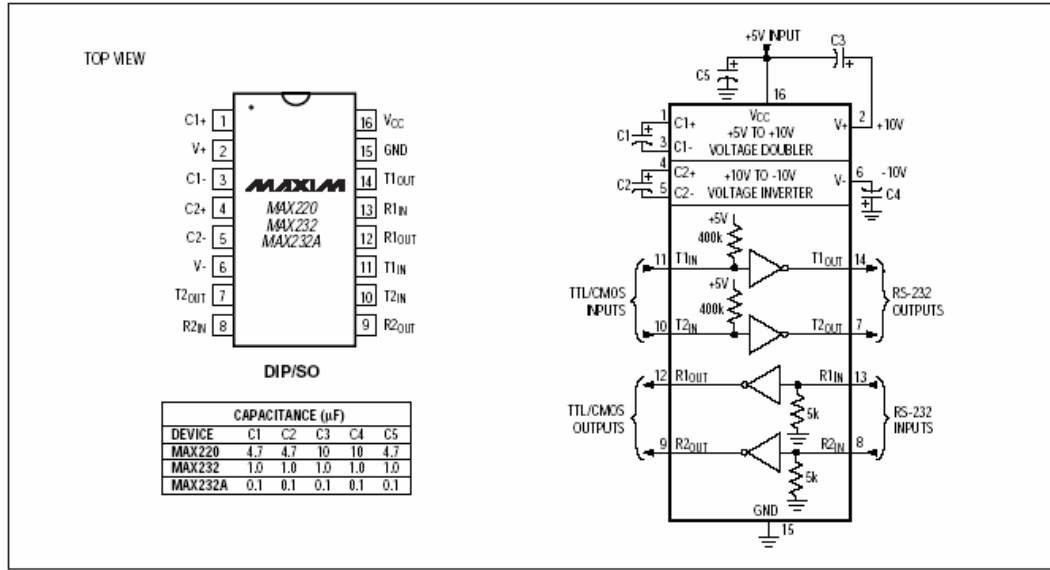 TOP VIEW
C1+ 1
V+ 2
C1- 3
C2+ 4
C2- 5
V- 6
T2OUT 7
R2IN 8
16 VCC
15 GND
14 T1OUT
13 R1IN
12 R1OUT
11 T1IN
10 T2IN
9 R2OUT
MAXIM
MAX220
MAX232
MAX232A
DIP/SO
CAPACITANCE (µF)
DEVICE C1 C2 C3 C4 C5
MAX220 4.7 4.7 10 10 4.7
MAX232 1.0 1.0 1.0 1.0 1.0
MAX232A 0.1 0.1 0.1 0.1 0.1
+5V INPUT
C3
+
C5
+
16
1
C1+
VCC
V+
2
+10V
C1
+
+5V TO +10V
3
C1-
VOLTAGE DOUBLER
4
C2+
+10V TO -10V
V-
6
-10V
C2
+
5
C2-
VOLTAGE INVERTER
C4
+
+5V
400k
11 T1IN
T1OUT 14
+5V
400k
TTL/CMOS
INPUTS
RS-232
OUTPUTS
10 T2IN
T2OUT 7
12 R1OUT
R1IN 13
5k
TTL/CMOS
OUTPUTS
RS-232
INPUTS
9 R2OUT
R2IN 8
5k
GND
15